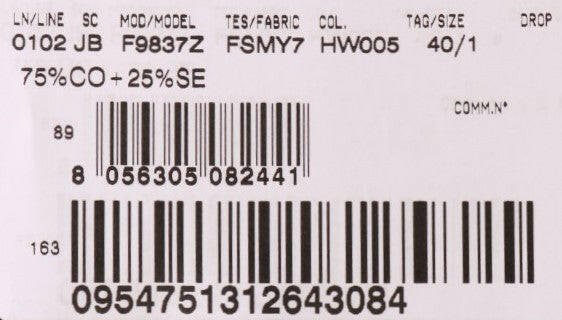 LN/LINE SC MOD/MODEL TES/FABRIC COL. TAG/SIZE DROP
0102 JB F9837Z FSMY7 HW005 40/1
75%CO+25%SE
COMM.N°
89
8 056305 082441
163
0954751312643084